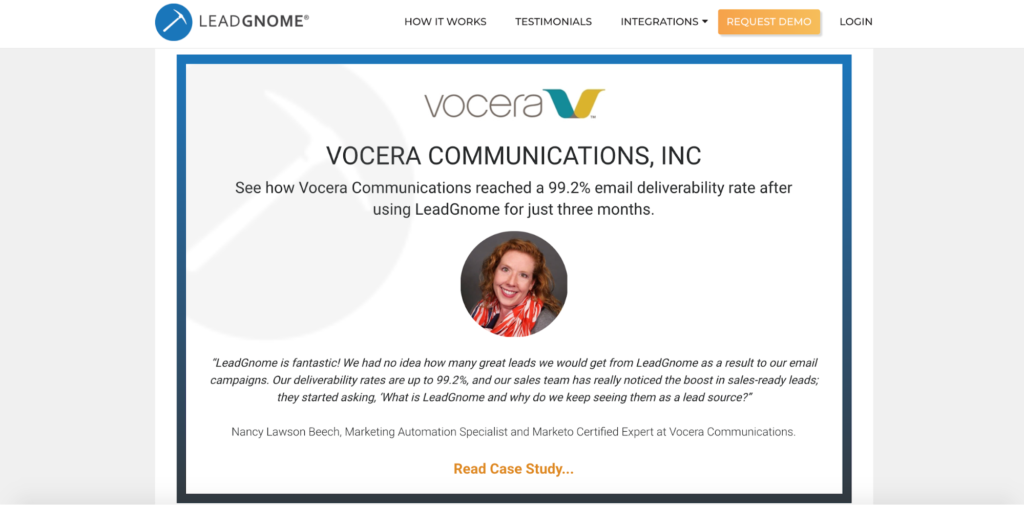 LEADGNOME®
HOW IT WORKS
TESTIMONIALS
INTEGRATIONS
REQUEST DEMO
LOGIN
vocera™
VOCERA COMMUNICATIONS, INC
See how Vocera Communications reached a 99.2% email deliverability rate after
using LeadGnome for just three months.
“LeadGnome is fantastic! We had no idea how many great leads we would get from LeadGnome as a result to our email
campaigns. Our deliverability rates are up to 99.2%, and our sales team has really noticed the boost in sales-ready leads;
they started asking, ‘What is LeadGnome and why do we keep seeing them as a lead source?”
Nancy Lawson Beech, Marketing Automation Specialist and Marketo Certified Expert at Vocera Communications.
Read Case Study...